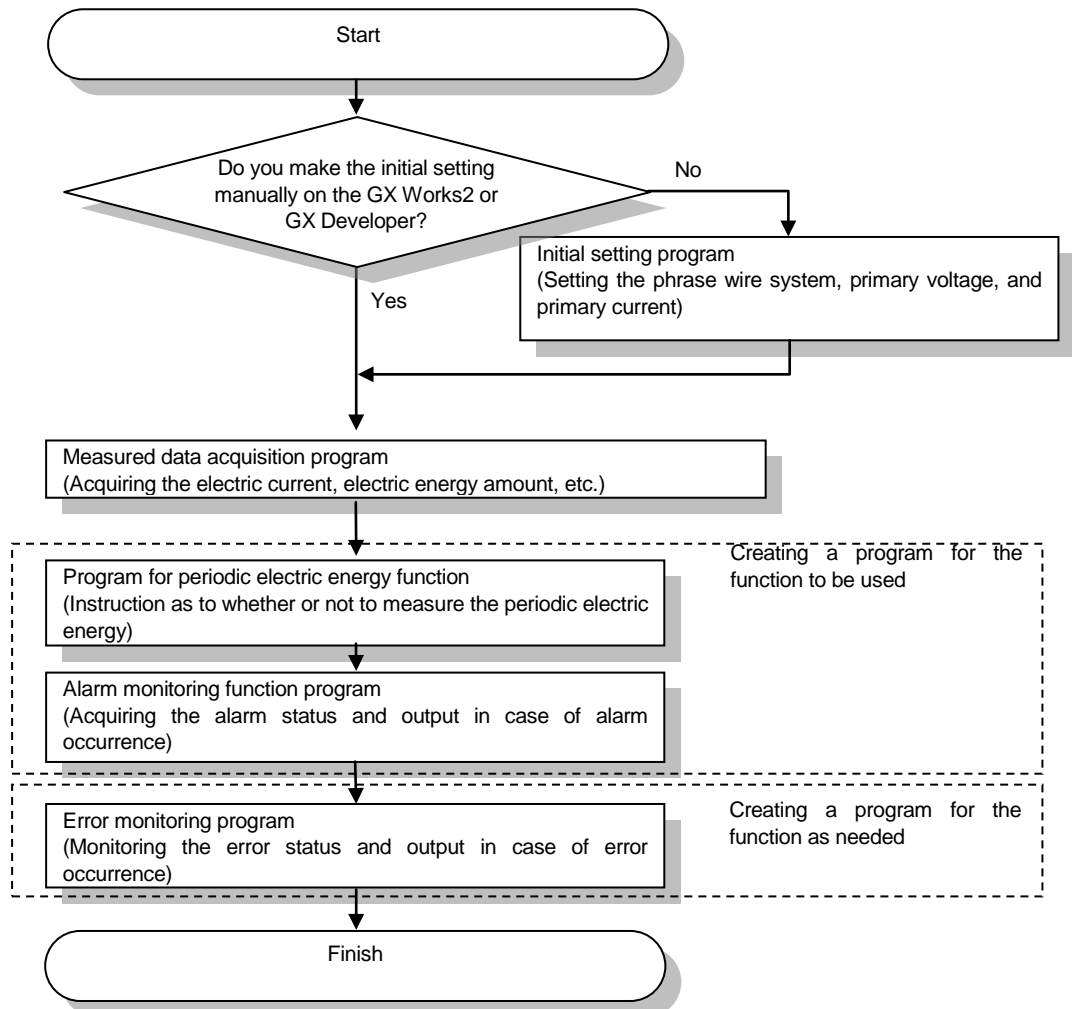 Start
Do you make the initial setting
manually on the GX Works2 or
GX Developer?
No
Initial setting program
(Setting the phrase wire system, primary voltage, and
primary current)
Yes
Measured data acquisition program
(Acquiring the electric current, electric energy amount, etc.)
Creating a program for the
function to be used
Program for periodic electric energy function
(Instruction as to whether or not to measure the periodic electric
energy)
Alarm monitoring function program
(Acquiring the alarm status and output in case of alarm
occurrence)
Creating a program for the
function as needed
Error monitoring program
(Monitoring the error status and output in case of error
occurrence)
Finish